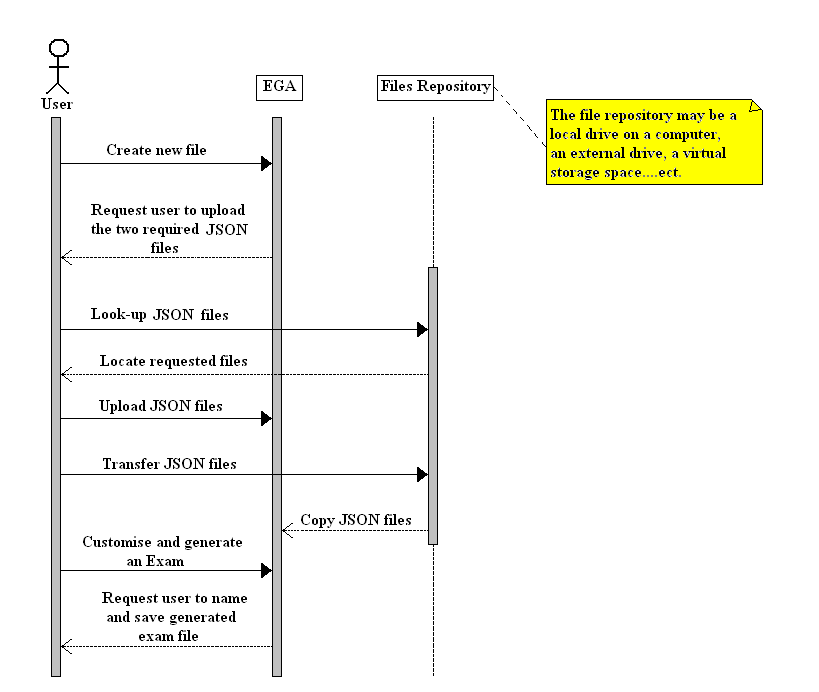 User
EGA
Files Repository
The file repository may be a
local drive on a computer,
an external drive, a virtual
storage space....ect.
Create new file
Request user to upload
the two required JSON
files
Look-up JSON files
Locate requested files
Upload JSON files
Transfer JSON files
Copy JSON files
Customise and generate
an Exam
Request user to name
and save generated
exam file